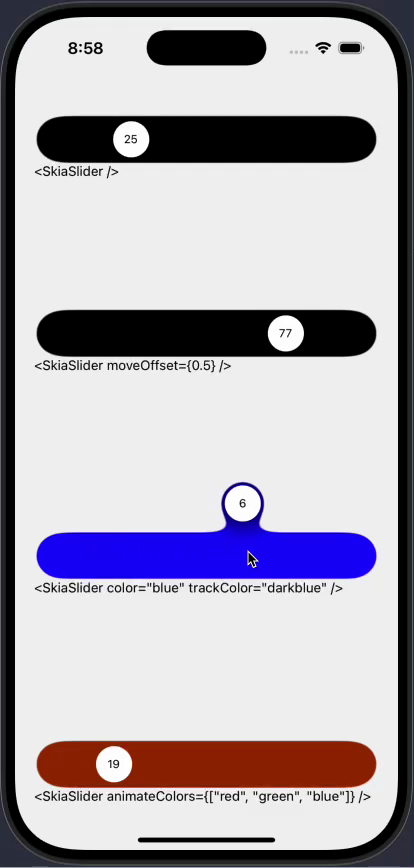 8:58
25
<SkiaSlider />
77
<SkiaSlider moveOffset={0.5} />
6
<SkiaSlider color="blue" trackColor="darkblue" />
19
<SkiaSlider animateColors={["red", "green", "blue"]} />